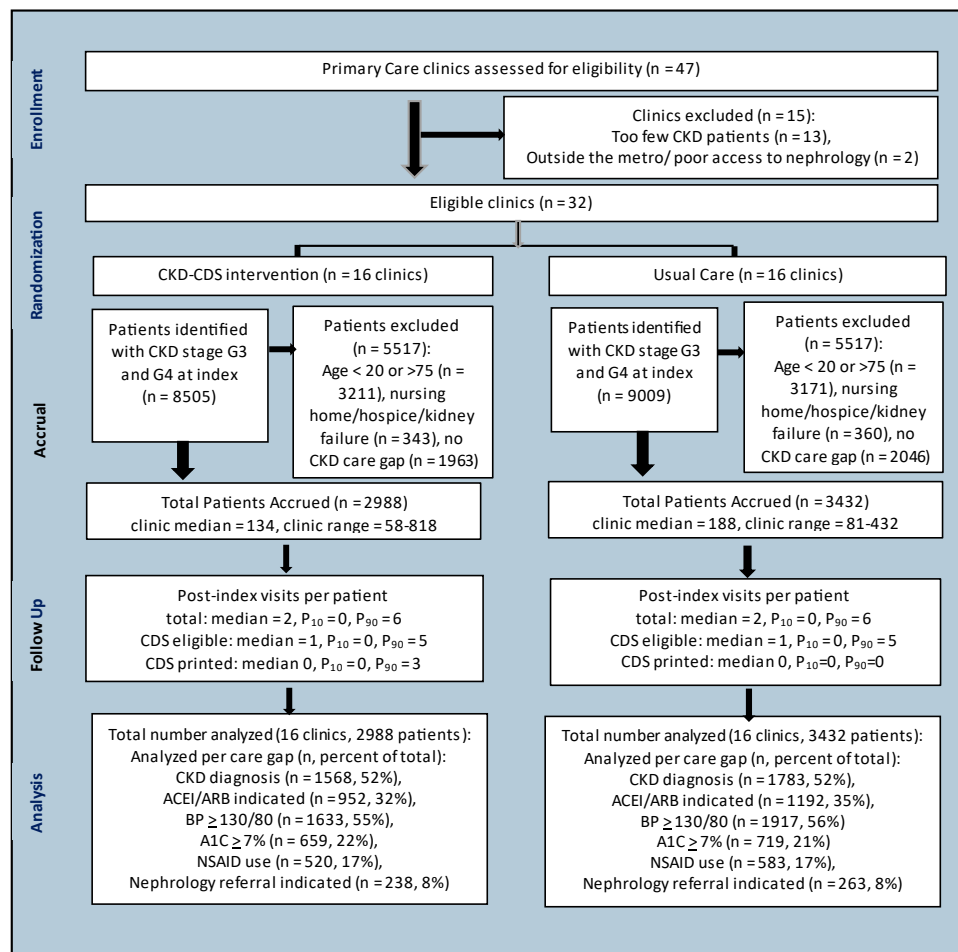 Enrollment
Primary Care clinics assessed for eligibility (n = 47)
Clinics excluded (n = 15):
Too few CKD patients (n = 13),
Outside the metro/ poor access to nephrology (n = 2)
Randomization
Eligible clinics (n = 32)
CKD-CDS intervention (n = 16 clinics)
Usual Care (n = 16 clinics)
Accrual
Patients identified
with CKD stage G3
and G4 at index
(n = 8505)
Patients excluded
(n = 5517):
Age < 20 or >75 (n =
3211), nursing
home/hospice/kidney
failure (n = 343), no
CKD care gap (n = 1963)
Patients identified
with CKD stage G3
and G4 at index
(n = 9009)
Patients excluded
(n = 5517):
Age < 20 or >75 (n =
3171), nursing
home/hospice/kidney
failure (n = 360), no
CKD care gap (n = 2046)
Total Patients Accrued (n = 2988)
clinic median = 134, clinic range = 58-818
Total Patients Accrued (n = 3432)
clinic median = 188, clinic range = 81-432
Follow Up
Post-index visits per patient
total: median = 2, P₁₀ = 0, P₉₀ = 6
CDS eligible: median = 1, P₁₀ = 0, P₉₀ = 5
CDS printed: median 0, P₁₀ = 0, P₉₀ = 3
Post-index visits per patient
total: median = 2, P₁₀ = 0, P₉₀ = 6
CDS eligible: median = 1, P₁₀ = 0, P₉₀ = 5
CDS printed: median 0, P₁₀=0, P₉₀=0
Analysis
Total number analyzed (16 clinics, 2988 patients):
Analyzed per care gap (n, percent of total):
CKD diagnosis (n = 1568, 52%),
ACEI/ARB indicated (n = 952, 32%),
BP ≥ 130/80 (n = 1633, 55%),
A1C ≥ 7% (n = 659, 22%),
NSAID use (n = 520, 17%),
Nephrology referral indicated (n = 238, 8%)
Total number analyzed (16 clinics, 3432 patients):
Analyzed per care gap (n, percent of total):
CKD diagnosis (n = 1783, 52%),
ACEI/ARB indicated (n = 1192, 35%),
BP ≥ 130/80 (n = 1917, 56%)
A1C ≥ 7% (n = 719, 21%)
NSAID use (n = 583, 17%),
Nephrology referral indicated (n = 263, 8%)